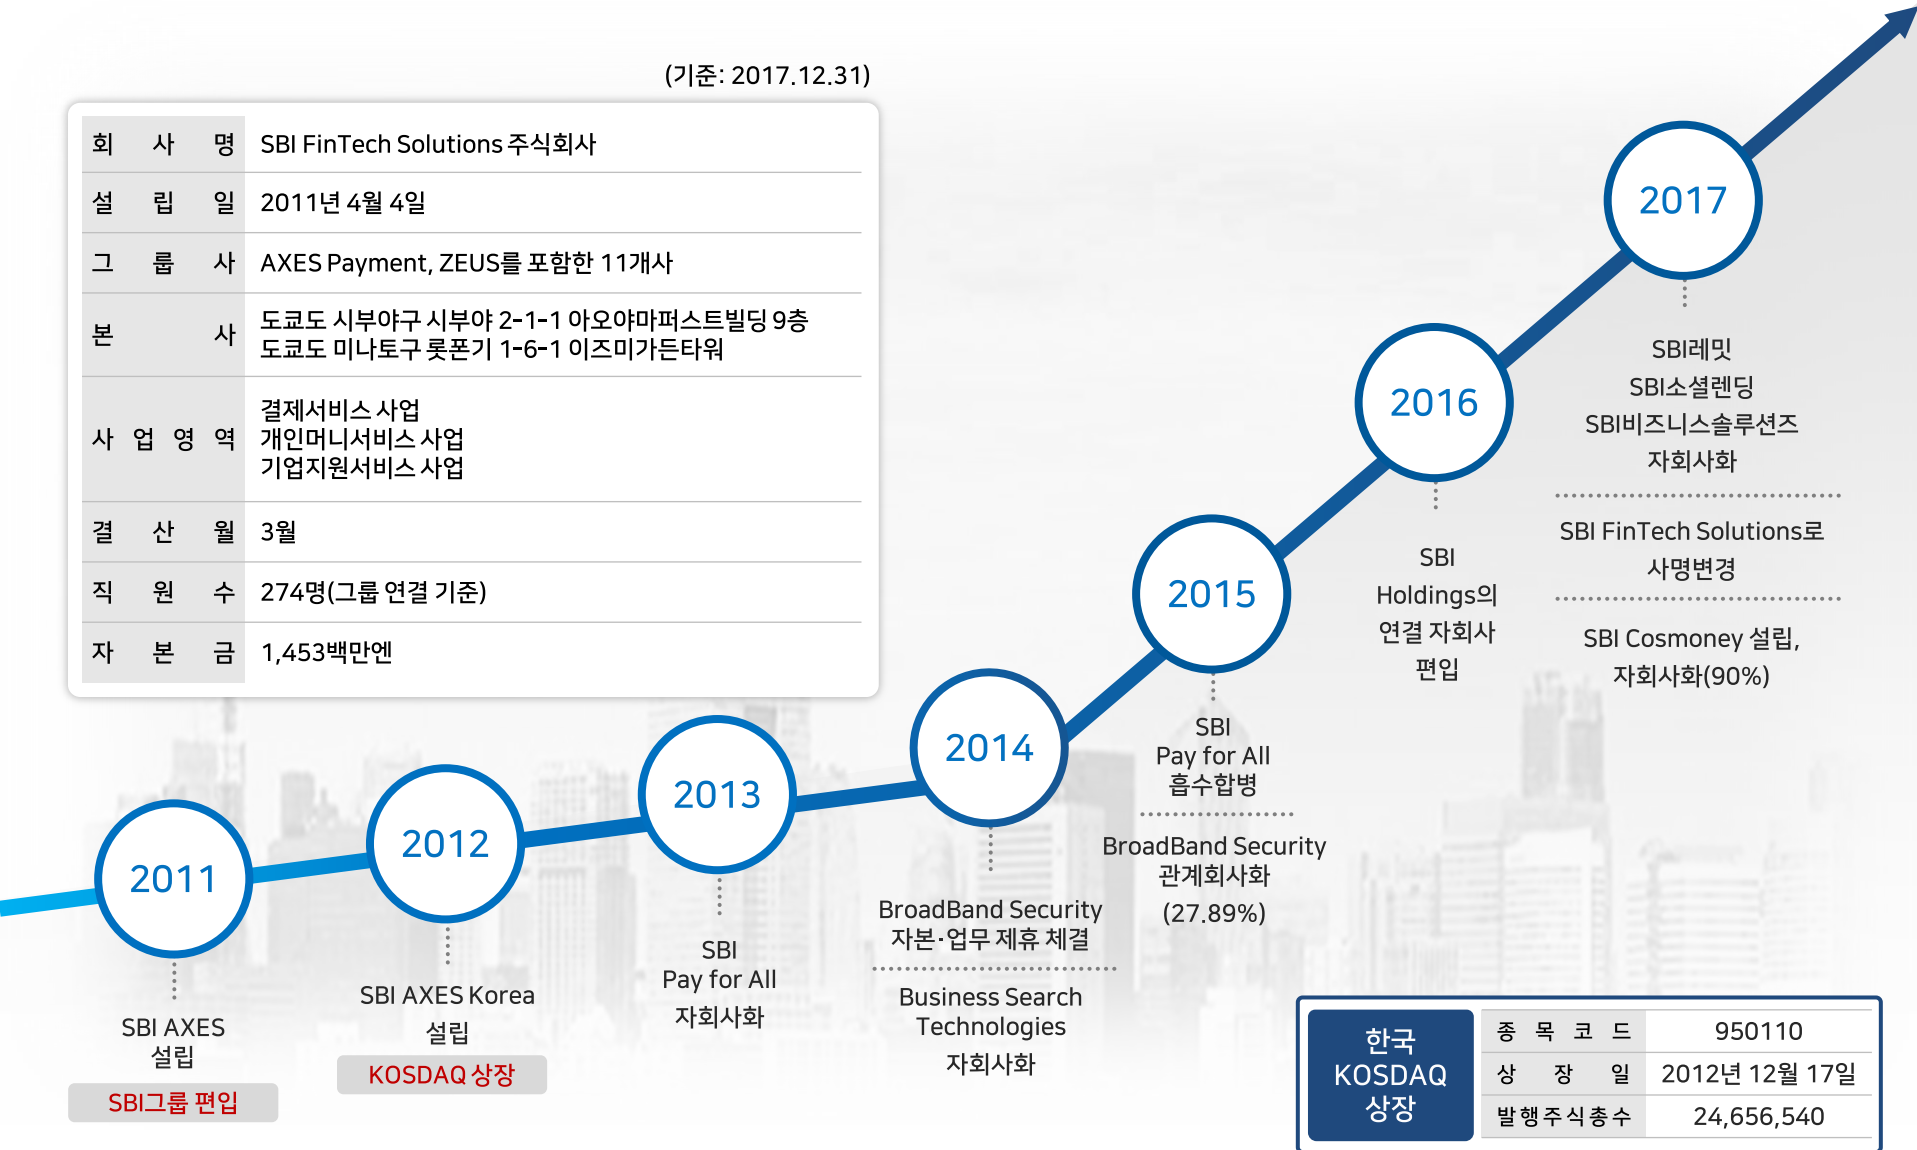 (기준: 2017.12.31)
회 사 명 SBI FinTech Solutions 주식회사
설 립 일 2011년 4월 4일
그 룹 사 AXES Payment, ZEUS를 포함한 11개사
본 사 도쿄도 시부야구 시부야 2-1-1 아오야마퍼스트빌딩 9층
도쿄도 미나토구 롯폰기 1-6-1 이즈미가든타워
사 업 영 역 결제서비스 사업
개인머니서비스 사업
기업지원서비스 사업
결 산 월 3월
직 원 수 274명(그룹 연결 기준)
자 본 금 1,453백만엔
2011
SBI AXES
설립
SBI그룹 편입
2012
SBI AXES Korea
설립
KOSDAQ 상장
2013
SBI
Pay for All
자회사화
2014
BroadBand Security
자본·업무 제휴 체결
Business Search
Technologies
자회사화
2015
SBI
Pay for All
흡수합병
BroadBand Security
관계회사화
(27.89%)
2016
SBI
Holdings의
연결 자회사
편입
2017
SBI레밋
SBI소셜렌딩
SBI비즈니스솔루션즈
자회사화
SBI FinTech Solutions로
사명변경
SBI Cosmoney 설립,
자회사화(90%)
한국
KOSDAQ
상장
종 목 코 드 950110
상 장 일 2012년 12월 17일
발행주식총수 24,656,540